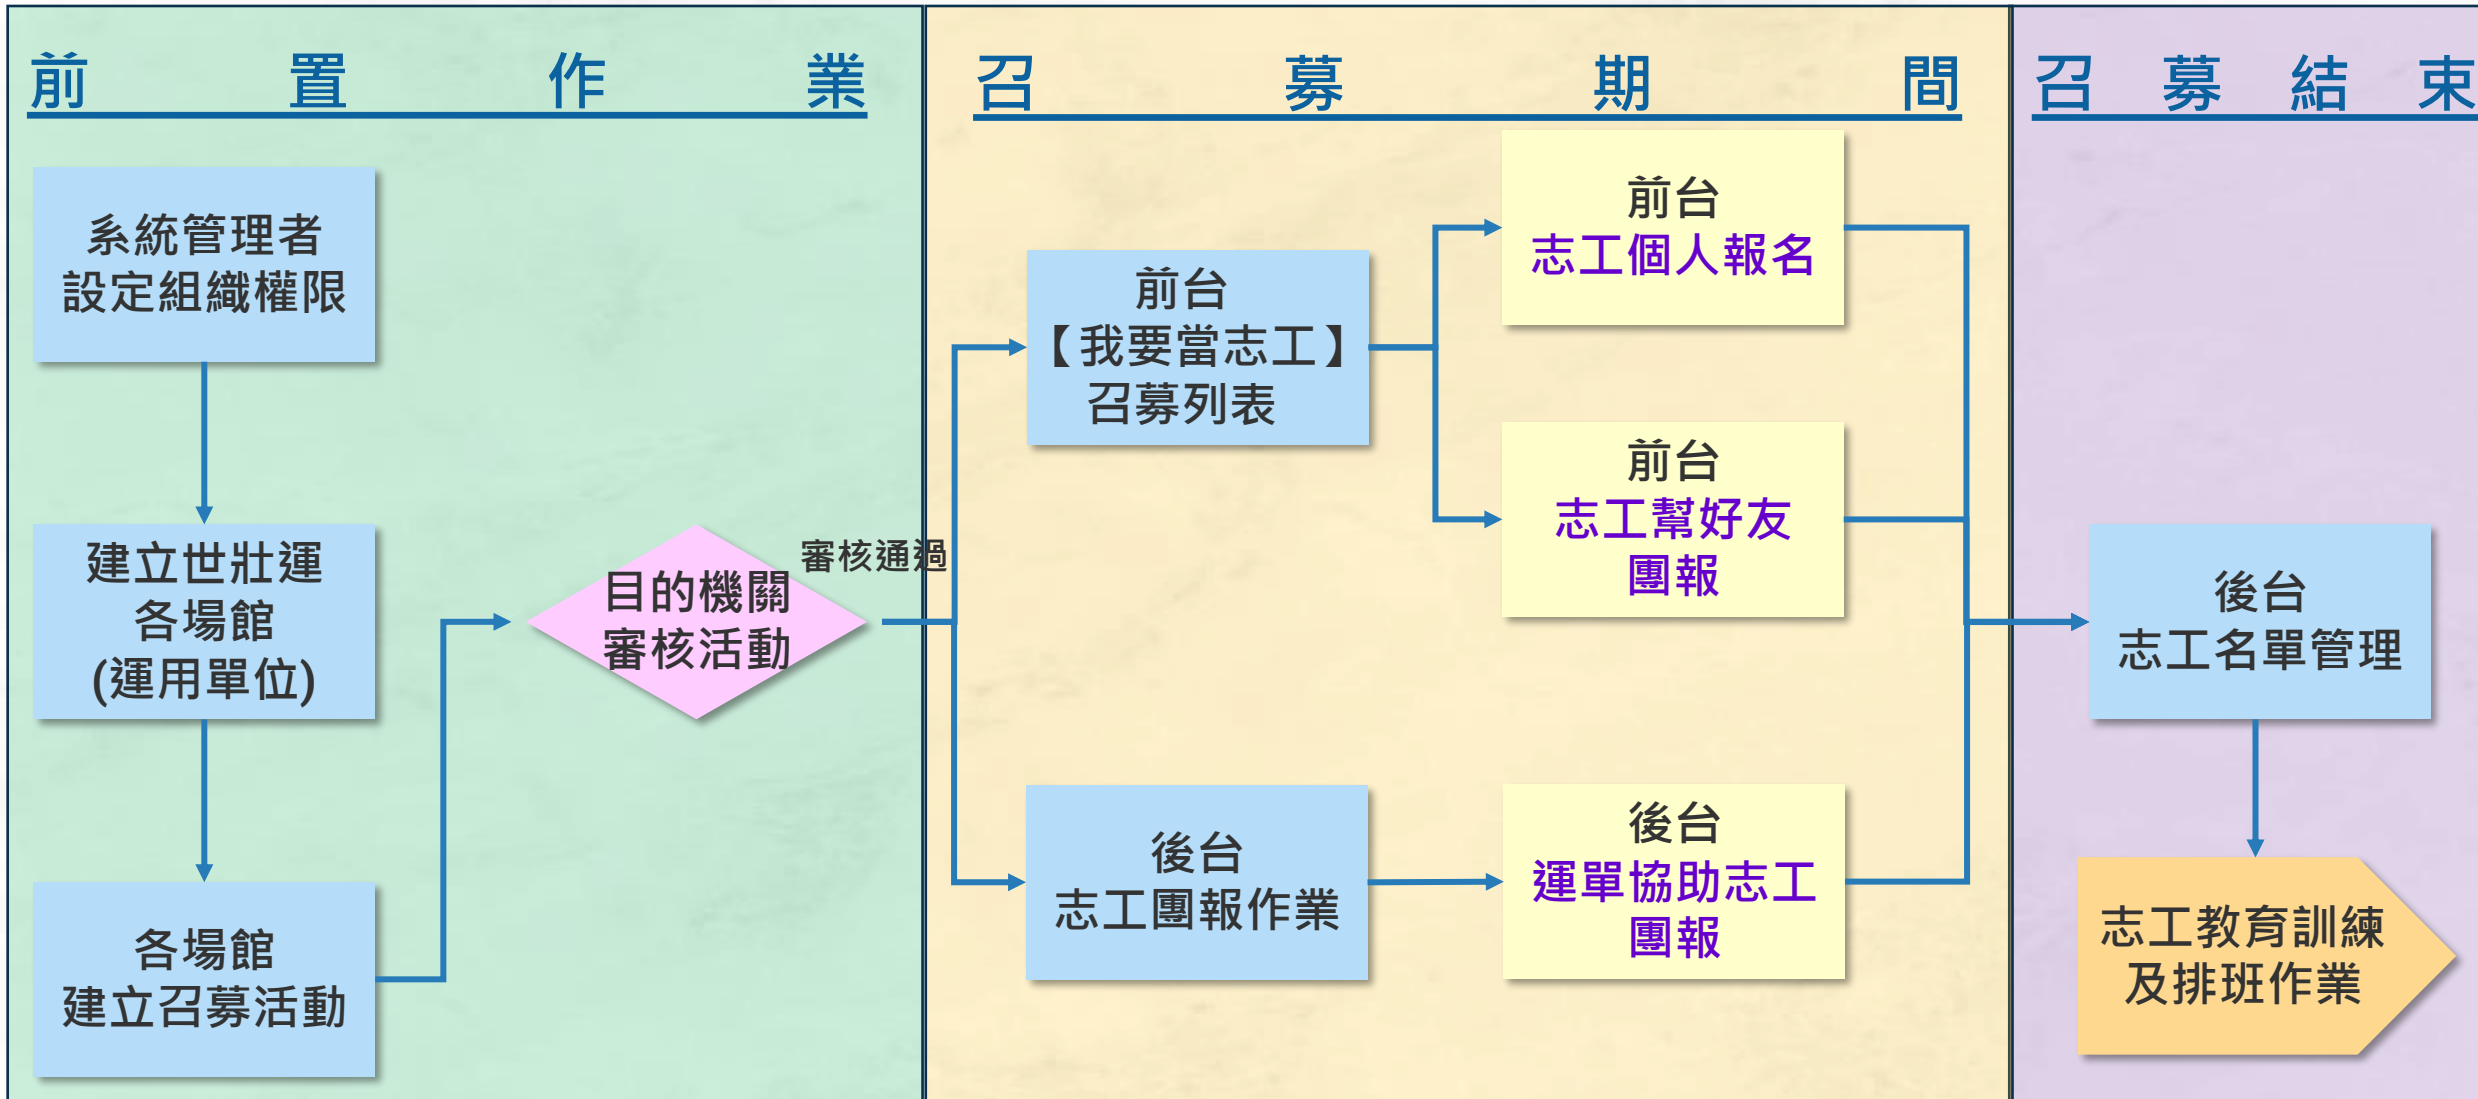 前置作業
系統管理者
設定組織權限
建立世壯運
各場館
(運用單位)
各場館
建立召募活動
目的機關
審核活動
審核通過
召募期間
前台
【我要當志工】
召募列表
前台
志工個人報名
前台
志工幫好友
團報
後台
志工團報作業
後台
運單協助志工
團報
召募結束
後台
志工名單管理
志工教育訓練
及排班作業